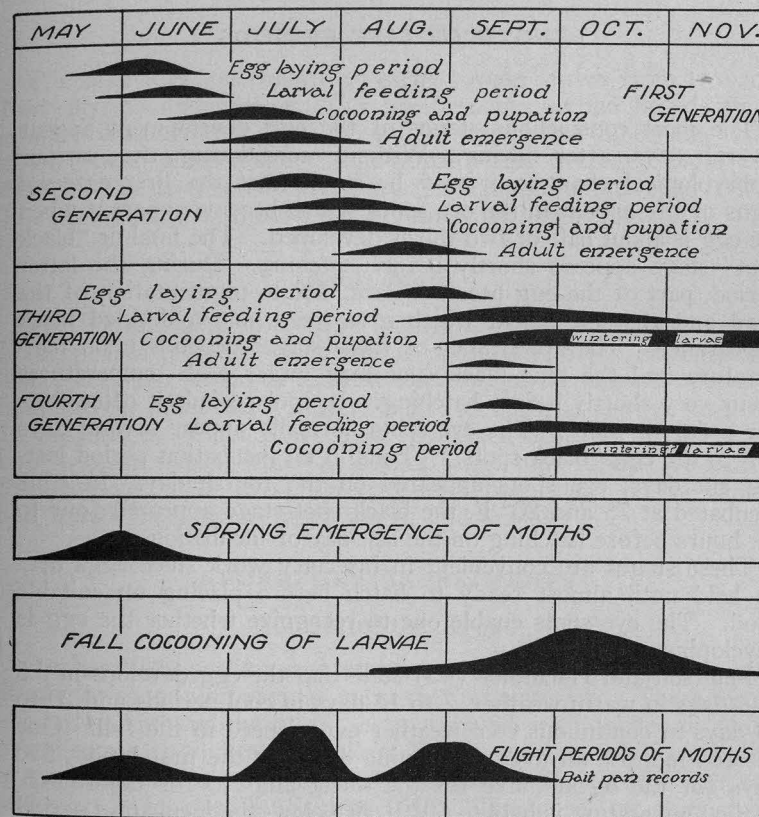 MAY JUNE JULY AUG. SEPT. OCT. NOV.
Egg laying period
Larval feeding period
Cocooning and pupation
Adult emergence
FIRST
GENERATION
SECOND
GENERATION
Egg laying period
Larval feeding period
Cocooning and pupation
Adult emergence
THIRD
GENERATION
Egg laying period
Larval feeding period
Cocooning and pupation
wintering larvae
Adult emergence
FOURTH
GENERATION
Egg laying period
Larval feeding period
Cocooning period
wintering larvae
SPRING EMERGENCE OF MOTHS
FALL COCOONING OF LARVAE
FLIGHT PERIODS OF MOTHS
Bait pan records